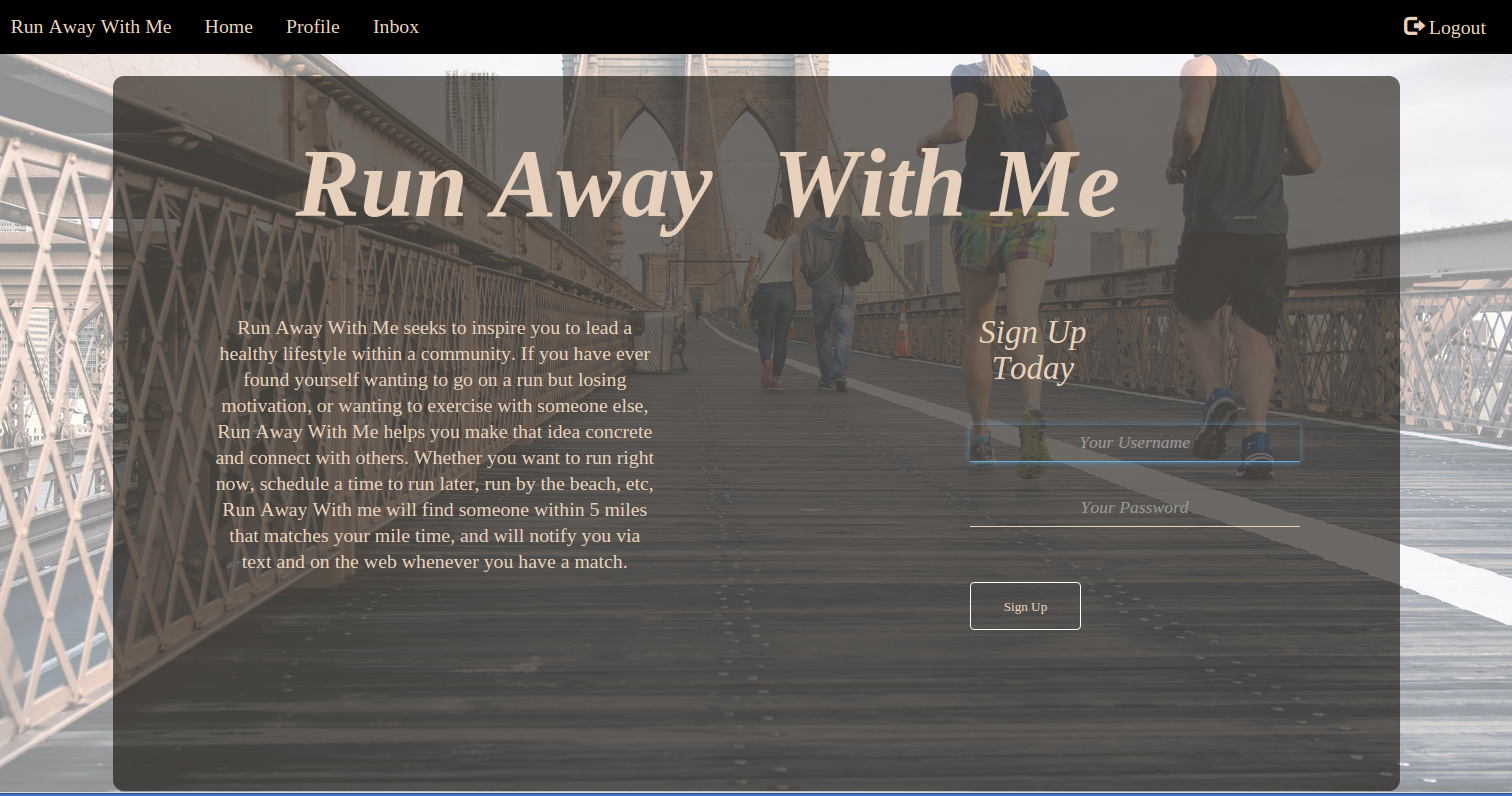 Run Away With Me Home Profile Inbox Logout
Run Away With Me
Run Away With Me seeks to inspire you to lead a
healthy lifestyle within a community. If you have ever
found yourself wanting to go on a run but losing
motivation, or wanting to exercise with someone else,
Run Away With Me helps you make that idea concrete
and connect with others. Whether you want to run right
now, schedule a time to run later, run by the beach, etc,
Run Away With me will find someone within 5 miles
that matches your mile time, and will notify you via
text and on the web whenever you have a match.
Sign Up
Today
Your Username
Your Password
Sign Up